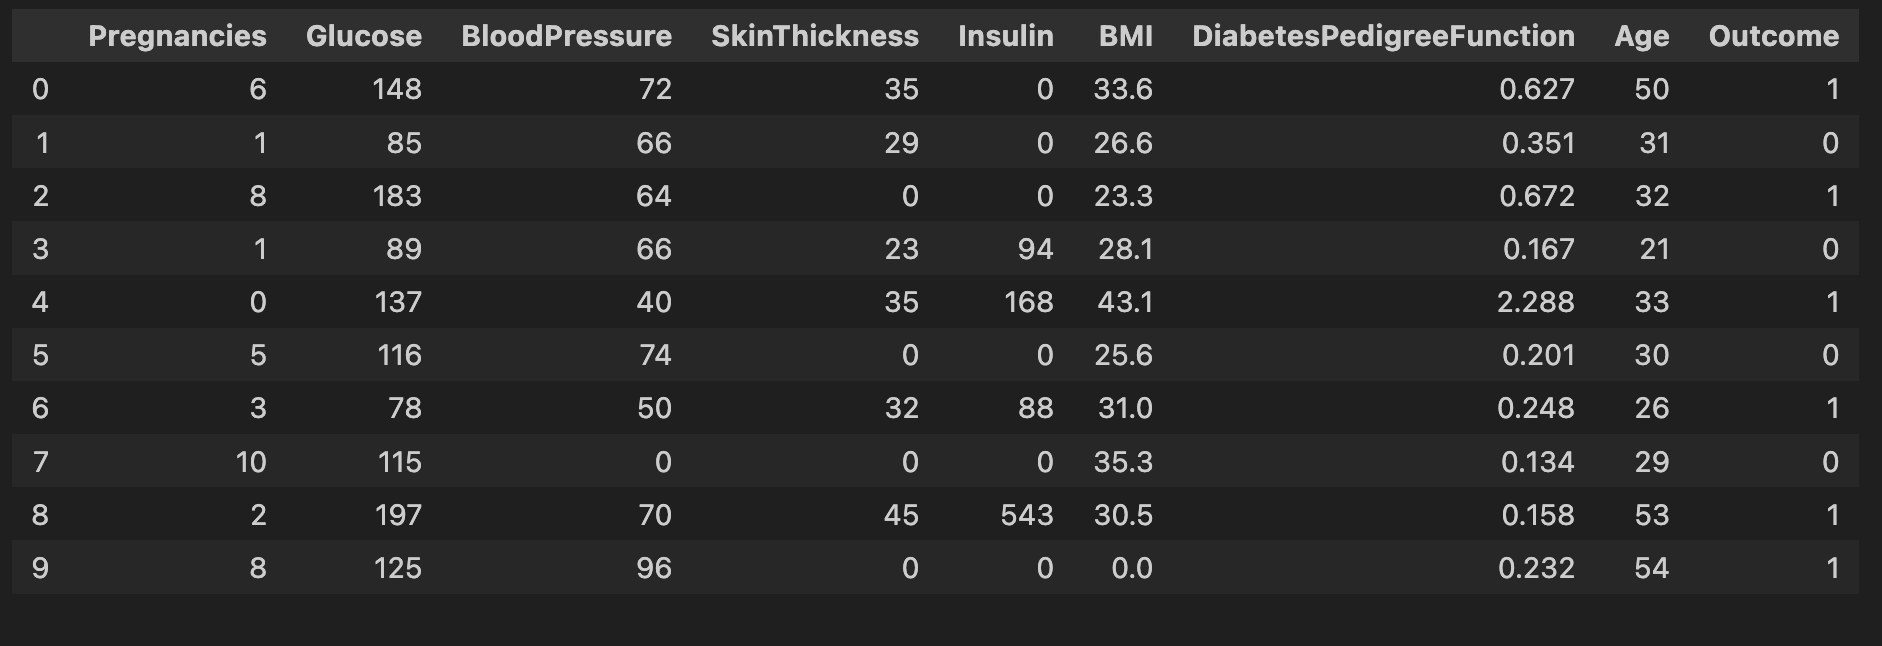 Pregnancies Glucose BloodPressure SkinThickness Insulin BMI DiabetesPedigreeFunction Age Outcome
0 6 148 72 35 0 33.6 0.627 50 1
1 1 85 66 29 0 26.6 0.351 31 0
2 8 183 64 0 0 23.3 0.672 32 1
3 1 89 66 23 94 28.1 0.167 21 0
4 0 137 40 35 168 43.1 2.288 33 1
5 5 116 74 0 0 25.6 0.201 30 0
6 3 78 50 32 88 31.0 0.248 26 1
7 10 115 0 0 0 35.3 0.134 29 0
8 2 197 70 45 543 30.5 0.158 53 1
9 8 125 96 0 0 0.0 0.232 54 1